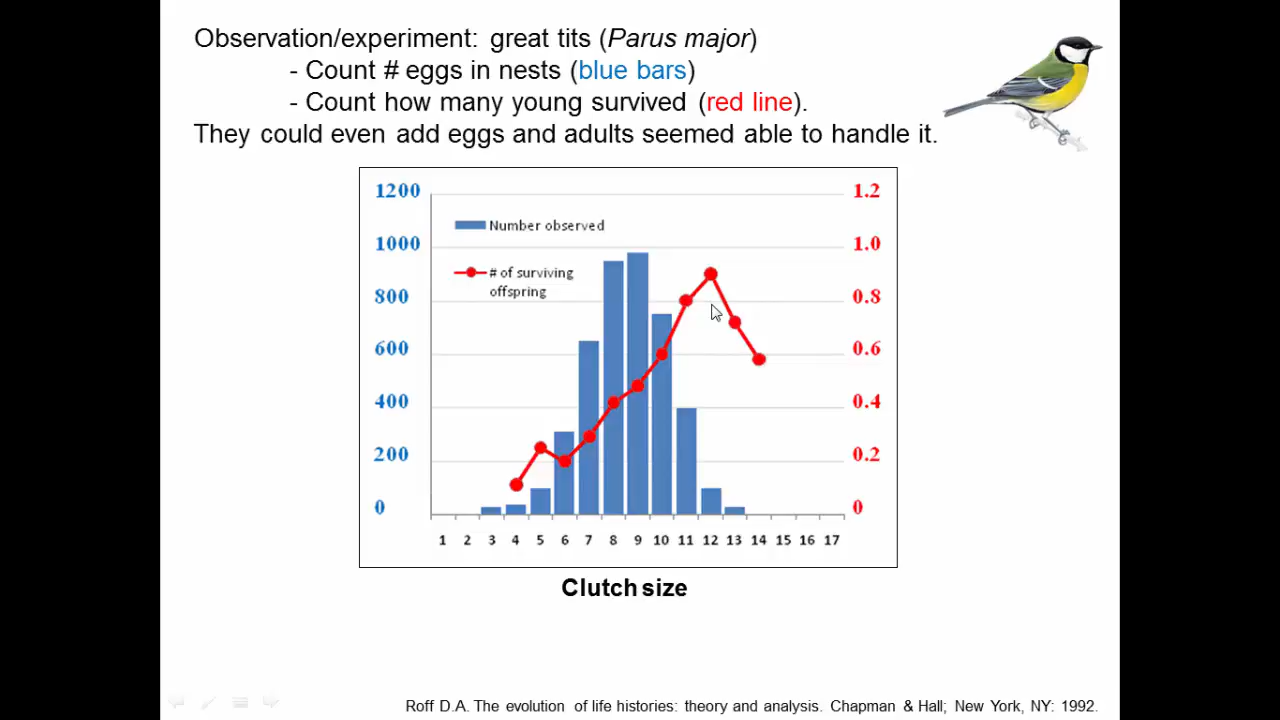 Observation/experiment: great tits (Parus major)
- Count # eggs in nests (blue bars)
- Count how many young survived (red line).
They could even add eggs and adults seemed able to handle it.
1200
1.2
Number observed
1000
1.0
# of surviving
offspring
800
0.8
600
0.6
400
0.4
200
0.2
0
0
1 2 3 4 5 6 7 8 9 10 11 12 13 14 15 16 17
Clutch size
Roff D.A. The evolution of life histories: theory and analysis. Chapman & Hall; New York, NY: 1992.